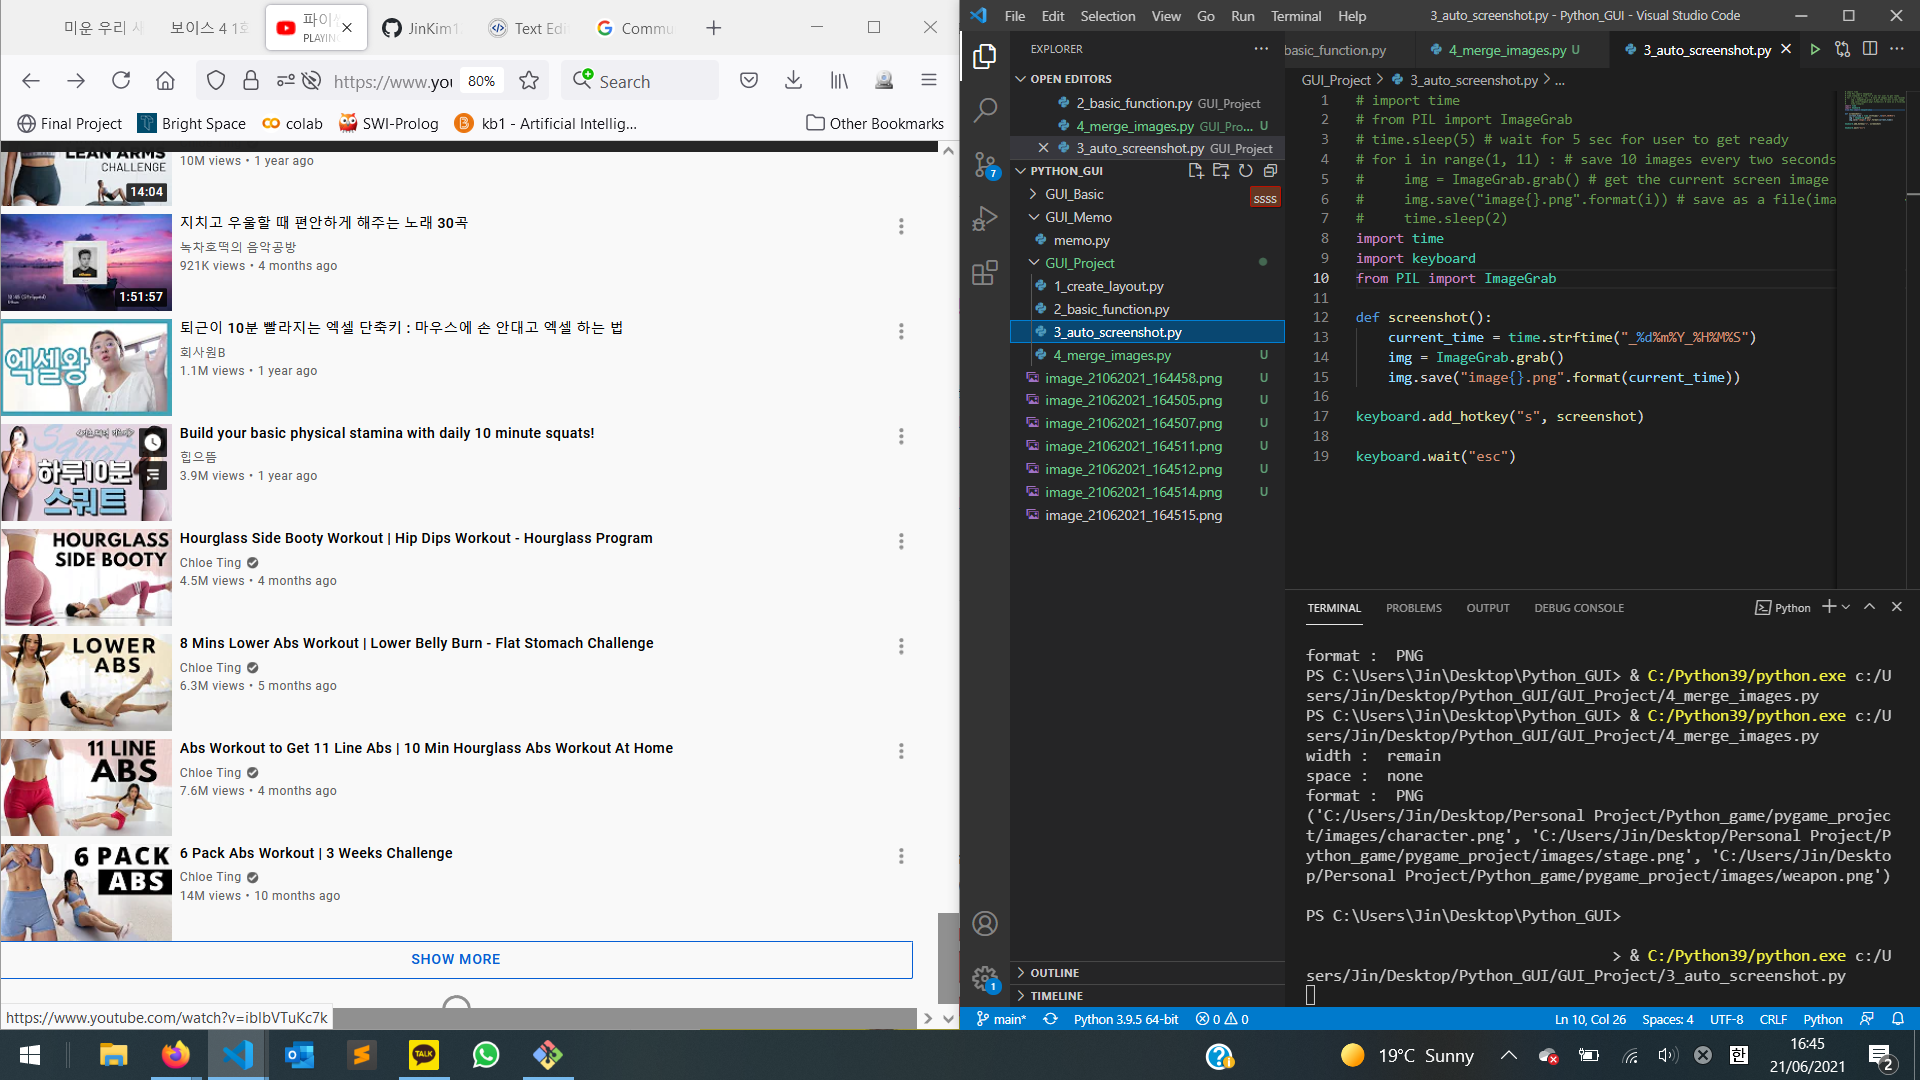 미운 우리 새
보이스 4 1회
파이썬
PLAYING
JinKim1
Text Edi
Commu
https://www.yo
80%
Search
Final Project
Bright Space
colab
SWI-Prolog
kb1 - Artificial Intellig...
Other Bookmarks
LEAN ARMS
CHALLENGE
14:04
10M views • 1 year ago
지치고 우울할 때 편안하게 해주는 노래 30곡
녹차호떡의 음악공방
921K views • 4 months ago
1:51:57
퇴근이 10분 빨라지는 엑셀 단축키 : 마우스에 손 안대고 엑셀 하는 법
회사원B
1.1M views • 1 year ago
엑셀왕
Build your basic physical stamina with daily 10 minute squats!
힙으뜸
3.9M views • 1 year ago
하루10분
스쿼트
Hourglass Side Booty Workout | Hip Dips Workout - Hourglass Program
Chloe Ting
4.5M views • 4 months ago
HOURGLASS
SIDE BOOTY
8 Mins Lower Abs Workout | Lower Belly Burn - Flat Stomach Challenge
Chloe Ting
6.3M views • 5 months ago
LOWER
ABS
Abs Workout to Get 11 Line Abs | 10 Min Hourglass Abs Workout At Home
Chloe Ting
7.6M views • 4 months ago
11 LINE
ABS
6 Pack Abs Workout | 3 Weeks Challenge
Chloe Ting
14M views • 10 months ago
6 PACK
ABS
SHOW MORE
https://www.youtube.com/watch?v=iblbVTuKc7k
File Edit Selection View Go Run Terminal Help
3_auto_screenshot.py - Python_GUI - Visual Studio Code
EXPLORER
OPEN EDITORS
2_basic_function.py GUI_Project
4_merge_images.py GUI_Pro... U
3_auto_screenshot.py GUI_Project
PYTHON_GUI
GUI_Basic
ssss
GUI_Memo
memo.py
GUI_Project
1_create_layout.py
2_basic_function.py
3_auto_screenshot.py
4_merge_images.py U
image_21062021_164458.png U
image_21062021_164505.png U
image_21062021_164507.png U
image_21062021_164511.png U
image_21062021_164512.png U
image_21062021_164514.png U
image_21062021_164515.png
OUTLINE
TIMELINE
7
1
basic_function.py
4_merge_images.py U
3_auto_screenshot.py
GUI_Project > 3_auto_screenshot.py > ...
1 # import time
2 # from PIL import ImageGrab
3 # time.sleep(5) # wait for 5 sec for user to get ready
4 # for i in range(1, 11) : # save 10 images every two seconds
5 #     img = ImageGrab.grab() # get the current screen image
6 #     img.save("image{}.png".format(i)) # save as a file(ima
7 #     time.sleep(2)
8 import time
9 import keyboard
10 from PIL import ImageGrab
11
12 def screenshot():
13     current_time = time.strftime("_%d%m%Y_%H%M%S")
14     img = ImageGrab.grab()
15     img.save("image{}.png".format(current_time))
16
17 keyboard.add_hotkey("s", screenshot)
18
19 keyboard.wait("esc")
TERMINAL PROBLEMS OUTPUT DEBUG CONSOLE
Python
format :  PNG
PS C:\Users\Jin\Desktop\Python_GUI> & C:/Python39/python.exe c:/U
sers/Jin/Desktop/Python_GUI/GUI_Project/4_merge_images.py
PS C:\Users\Jin\Desktop\Python_GUI> & C:/Python39/python.exe c:/U
sers/Jin/Desktop/Python_GUI/GUI_Project/4_merge_images.py
width :  remain
space :  none
format :  PNG
('C:/Users/Jin/Desktop/Personal Project/Python_game/pygame_projec
t/images/character.png', 'C:/Users/Jin/Desktop/Personal Project/P
ython_game/pygame_project/images/stage.png', 'C:/Users/Jin/Deskto
p/Personal Project/Python_game/pygame_project/images/weapon.png')
PS C:\Users\Jin\Desktop\Python_GUI>
> & C:/Python39/python.exe c:/U
sers/Jin/Desktop/Python_GUI/GUI_Project/3_auto_screenshot.py
main*
Python 3.9.5 64-bit
0 0
Ln 10, Col 26
Spaces: 4
UTF-8
CRLF
Python
TALK
19°C Sunny
한
16:45
21/06/2021
2